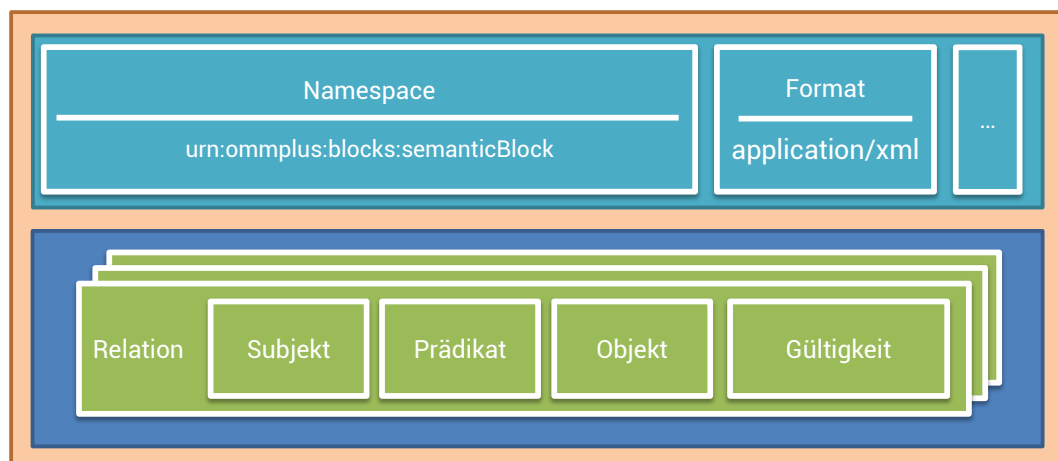 Namespace
urn:ommplus:blocks:semanticBlock
Format
application/xml
...
Relation
Subjekt
Prädikat
Objekt
Gültigkeit